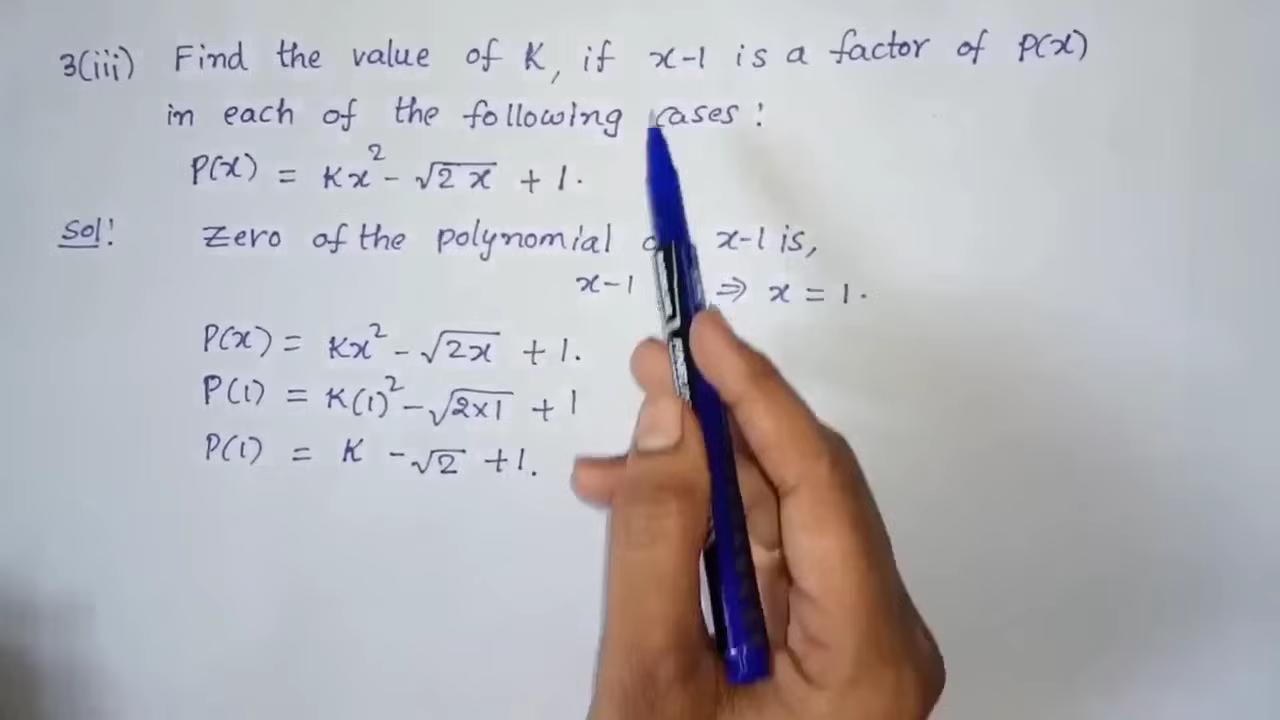 3(iii) Find the value of K, if x-1 is a factor of P(x)
in each of the following cases:
P(x) = Kx² - √2x + 1.
Sol: Zero of the polynomial x-1 is,
x-1 ⇒ x = 1.
P(x) = Kx² - √2x + 1.
P(1) = K(1)² - √2×1 + 1
P(1) = K - √2 + 1.